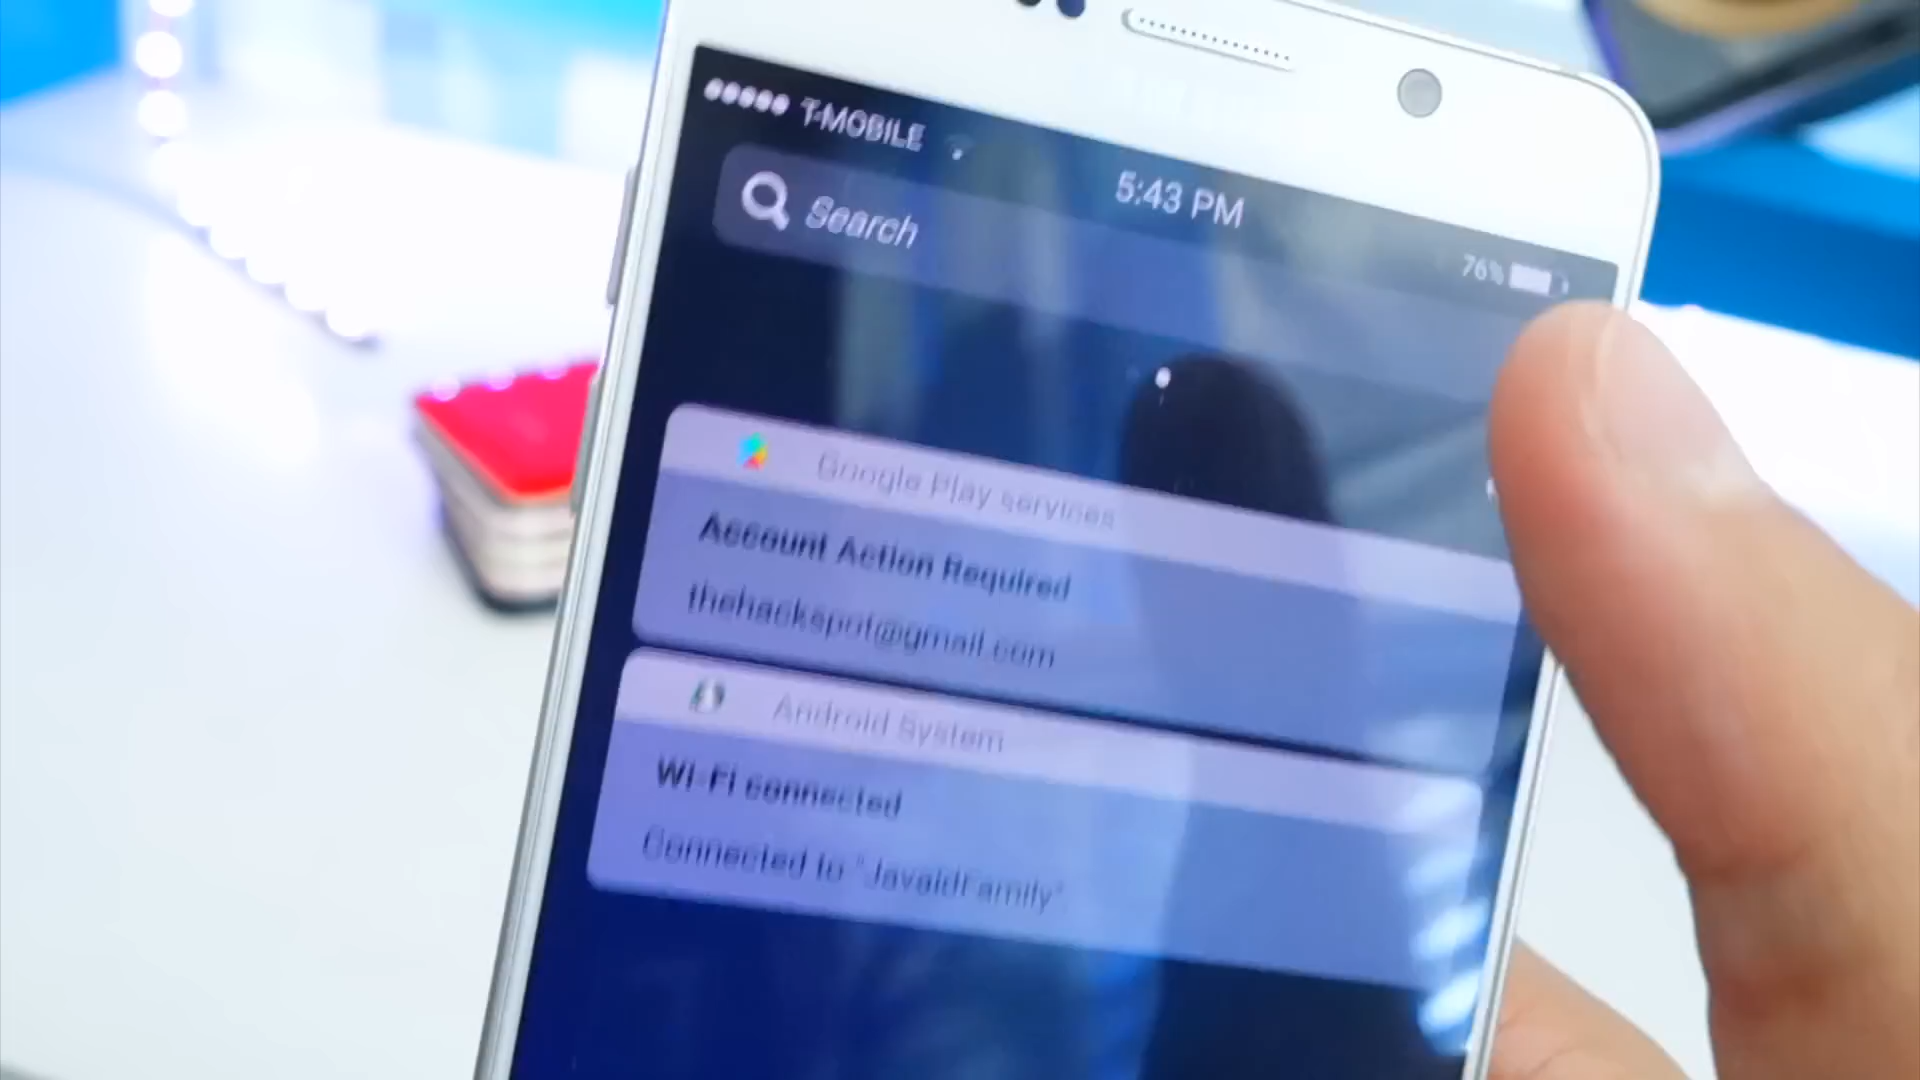 T-MOBILE
5:43 PM
76%
Search
Google Play services
Account Action Required
thehackspot@gmail.com
Android System
Wi-Fi connected
Connected to "JavaidFamily"